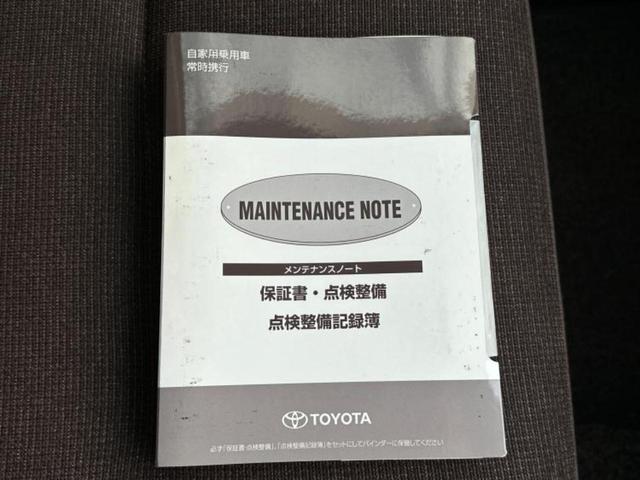 自家用乗用車
常時携行
MAINTENANCE NOTE
メンテナンスノート
保証書・点検整備
点検整備記録簿
TOYOTA
必ず「保証書・点検整備」、「点検整備記録簿」をセットにしてバインダーに保管してください